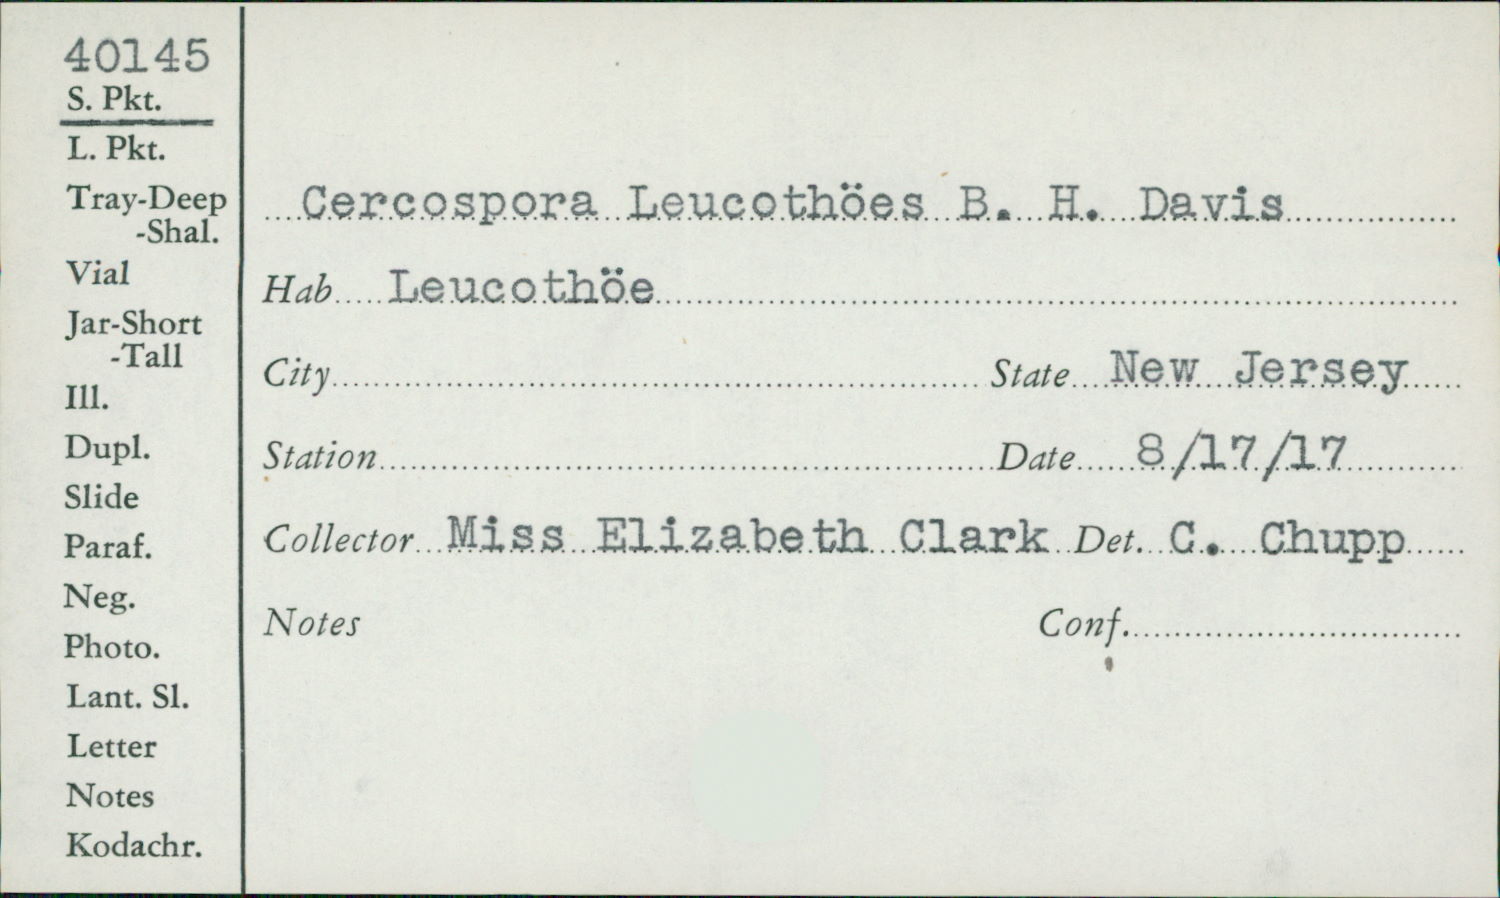 40145
S. Pkt.
L. Pkt.
Tray-Deep
-Shal.
Vial
Jar-Short
-Tall
Ill.
Dupl.
Slide
Paraf.
Neg.
Photo.
Lant. Sl.
Letter
Notes
Kodachr.
Cercospora Leucothöes B. H. Davis
Hab Leucothöe
City State New Jersey
Station Date 8/17/17
Collector Miss Elizabeth Clark Det. C. Chupp
Notes Conf.